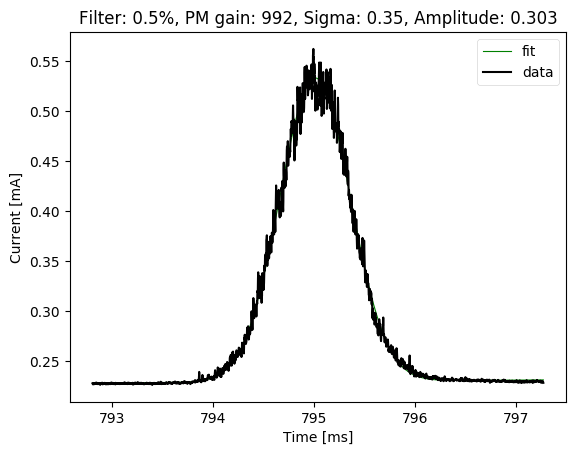 Filter: 0.5%, PM gain: 992, Sigma: 0.35, Amplitude: 0.303
fit
data
0.55
0.50
0.45
0.40
0.35
0.30
0.25
Current [mA]
793 794 795 796 797
Time [ms]